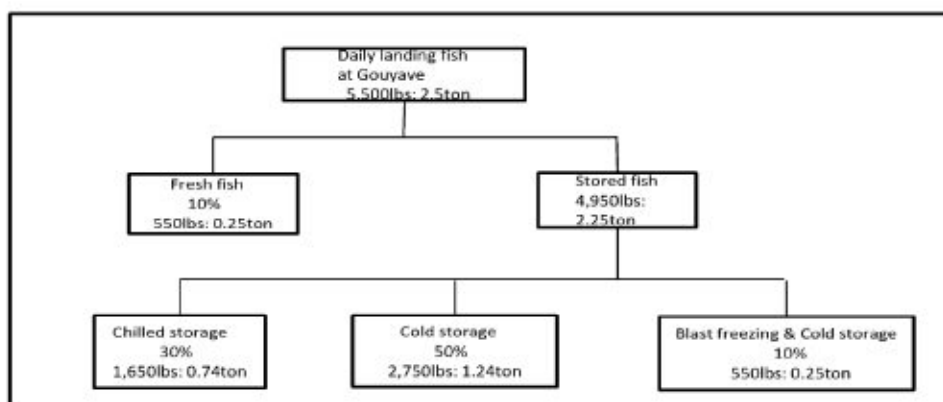 Daily landing fish
at Gouyave
5,500lbs: 2.5ton
Fresh fish
10%
550lbs: 0.25ton
Stored fish
4,950lbs:
2.25ton
Chilled storage
30%
1,650lbs: 0.74ton
Cold storage
50%
2,750lbs: 1.24ton
Blast freezing & Cold storage
10%
550lbs: 0.25ton